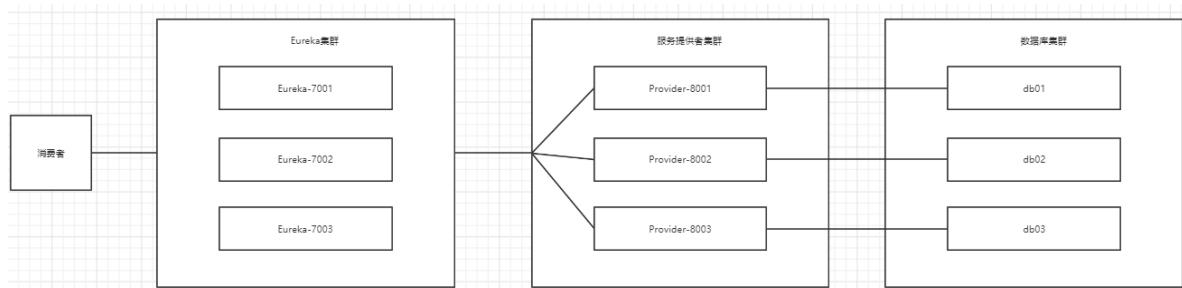 Eureka集群
服务提供者集群
数据库集群
Eureka-7001
Provider-8001
db01
消费者
Eureka-7002
Provider-8002
db02
Eureka-7003
Provider-8003
db03